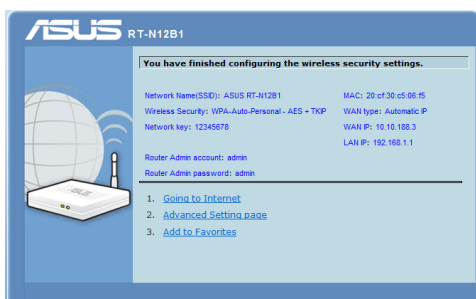 ASUS RT-N12B1
You have finished configuring the wireless security settings.
Network Name(SSID): ASUS RT-N12B1
MAC: 20:cf:30:c5:06:f5
Wireless Security: WPA-Auto-Personal - AES + TKIP
WAN type: Automatic IP
Network key: 12345678
WAN IP: 10.10.188.3
LAN IP: 192.168.1.1
Router Admin account: admin
Router Admin password: admin
1. Going to Internet
2. Advanced Setting page
3. Add to Favorites
ASUS